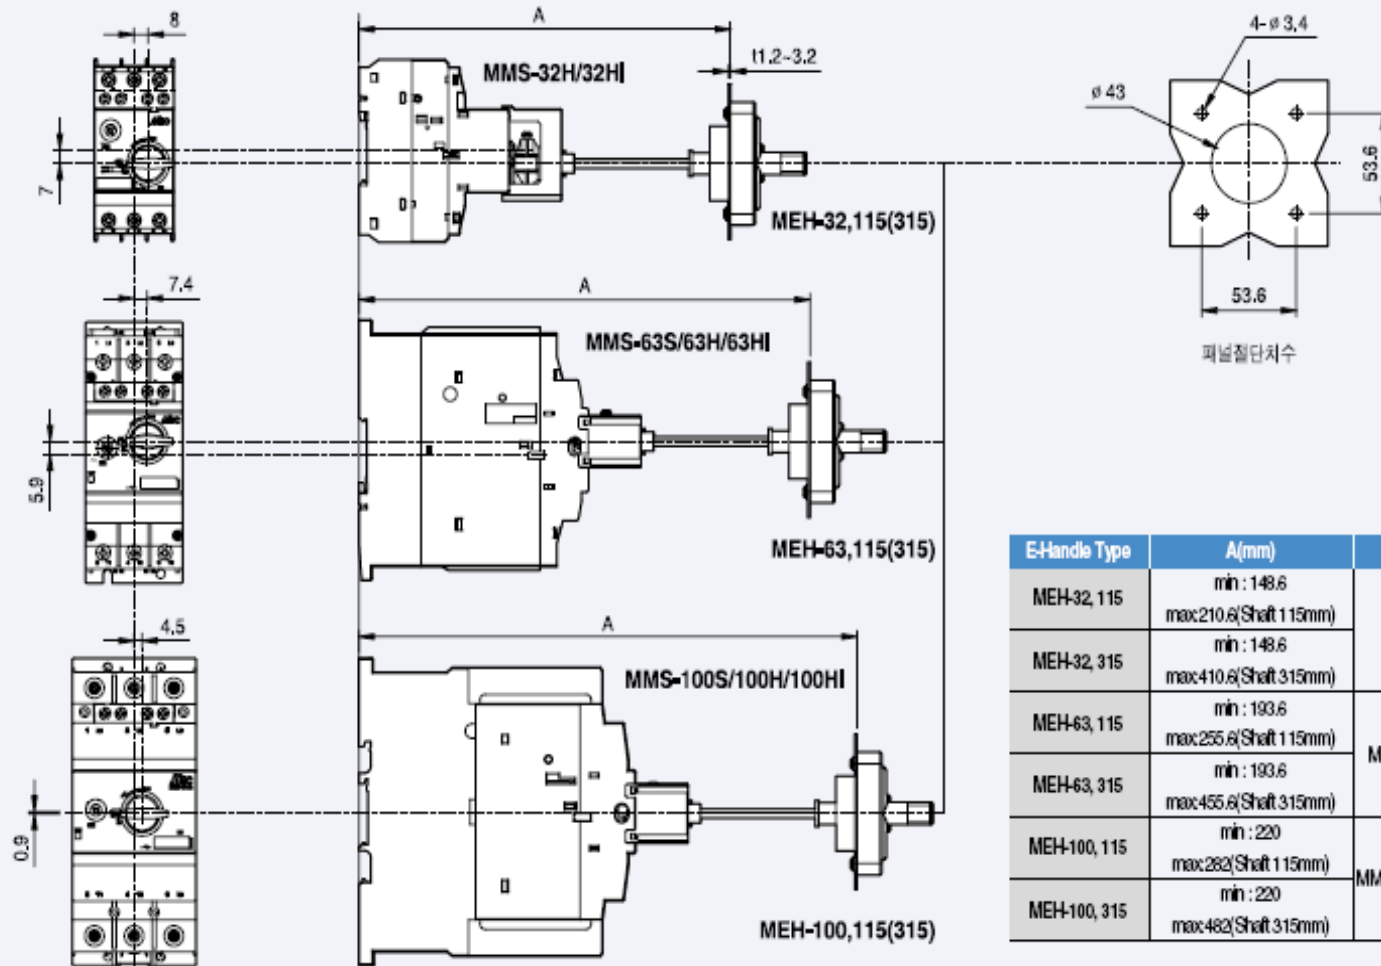 8
A
t1.2~3.2
4-ø3.4
MMS-32H/32HI
ø43
7
53.6
MEH-32,115(315)
7.4
A
53.6
MMS-63S/63H/63HI
패널절단치수
5.9
MEH-63,115(315)
E-Handle Type A(mm)
MEH-32, 115
min : 148.6
max:210.6(Shaft 115mm)
MEH-32, 315
min : 148.6
max:410.6(Shaft 315mm)
MEH-63, 115
min : 193.6
max:255.6(Shaft 115mm)
M
MEH-63, 315
min : 193.6
max:455.6(Shaft 315mm)
MEH-100, 115
min : 220
max:282(Shaft 115mm)
MM
MEH-100, 315
min : 220
max:482(Shaft 315mm)
4.5
A
MMS-100S/100H/100HI
0.9
MEH-100,115(315)